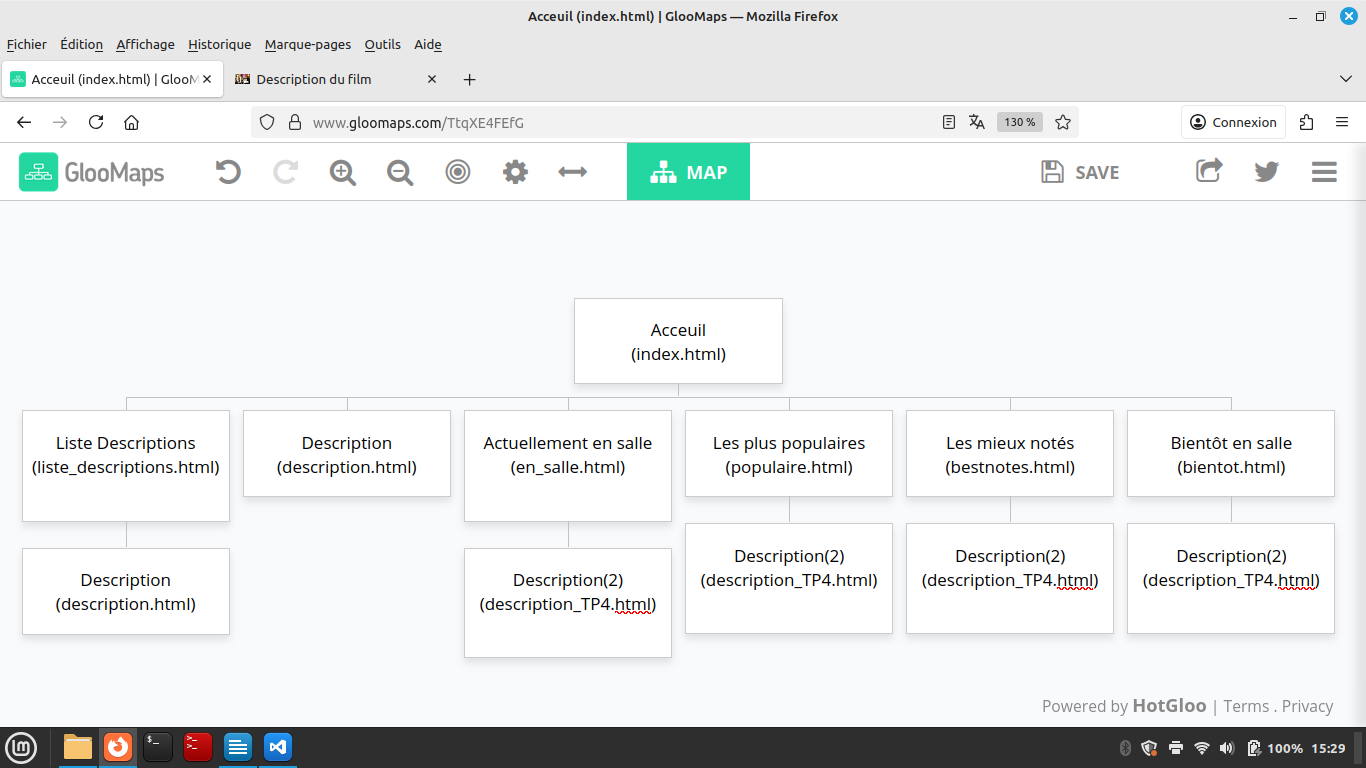 Acceuil (index.html) | GlooMaps — Mozilla Firefox
Fichier Édition Affichage Historique Marque-pages Outils Aide
Acceuil (index.html) | GlooM
Description du film
www.gloomaps.com/TtqXE4FEfG
130 %
Connexion
GlooMaps
MAP
SAVE
Acceuil
(index.html)
Liste Descriptions
(liste_descriptions.html)
Description
(description.html)
Actuellement en salle
(en_salle.html)
Les plus populaires
(populaire.html)
Les mieux notés
(bestnotes.html)
Bientôt en salle
(bientot.html)
Description
(description.html)
Description(2)
(description_TP4.html)
Description(2)
(description_TP4.html)
Description(2)
(description_TP4.html)
Description(2)
(description_TP4.html)
Powered by HotGloo | Terms . Privacy
100% 15:29